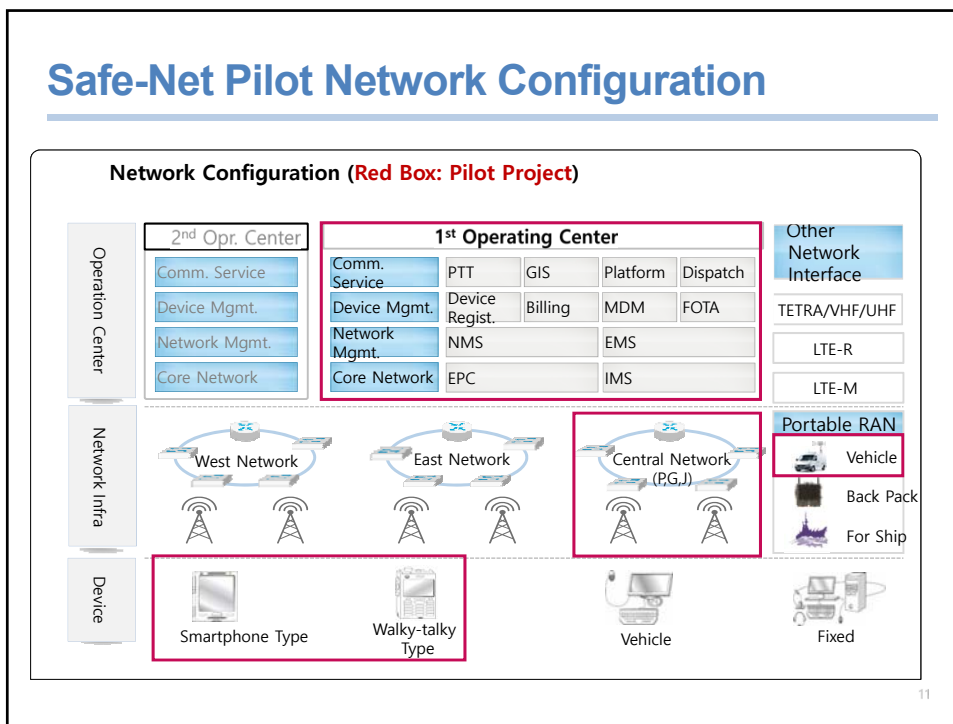 Safe-Net Pilot Network Configuration
Network Configuration (Red Box: Pilot Project)
Operation Center
2nd Opr. Center
Comm. Service
Device Mgmt.
Network Mgmt.
Core Network
1st Operating Center
Comm.
Service
PTT
GIS
Platform
Dispatch
Device Mgmt.
Device
Regist.
Billing
MDM
FOTA
Network
Mgmt.
NMS
EMS
Core Network
EPC
IMS
Other
Network
Interface
TETRA/VHF/UHF
LTE-R
LTE-M
Network Infra
West Network
East Network
Central Network
(P,G,J)
Portable RAN
Vehicle
Back Pack
For Ship
Device
Smartphone Type
Walky-talky
Type
Vehicle
Fixed
11